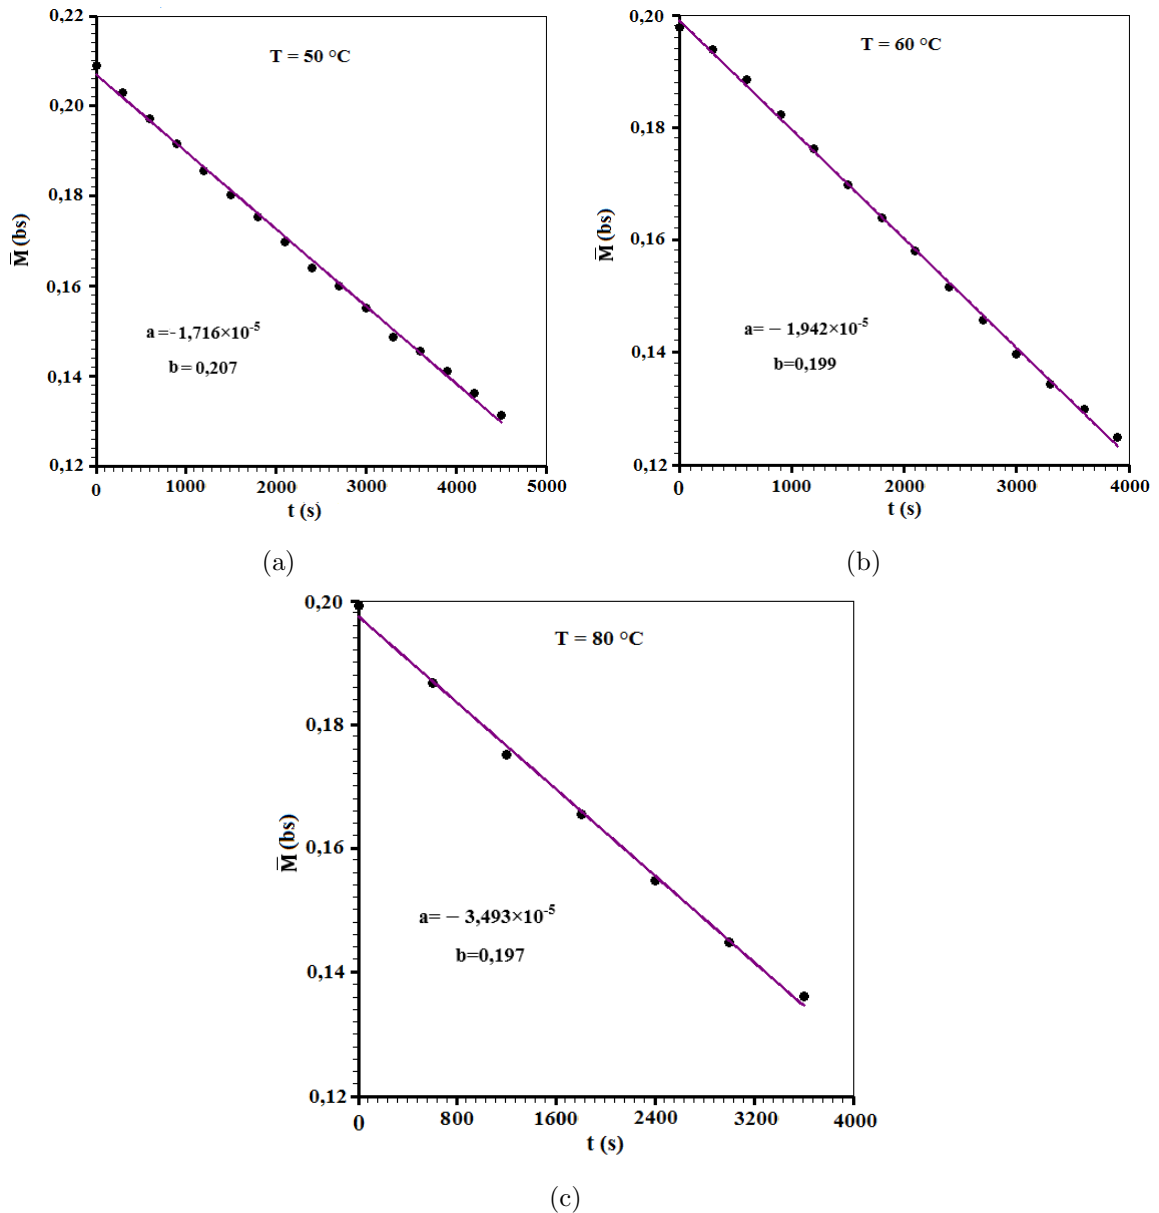 0,22
0,20
0,18
0,16
0,14
0,12
M̅ (bs)
T = 50 °C
a =-1,716×10⁻⁵
b = 0,207
0 1000 2000 3000 4000 5000
t (s)
(a)
0,20
0,18
0,16
0,14
0,12
M̅ (bs)
T = 60 °C
a= − 1,942×10⁻⁵
b=0,199
0 1000 2000 3000 4000
t (s)
(b)
0,20
0,18
0,16
0,14
0,12
M̅ (bs)
T = 80 °C
a= − 3,493×10⁻⁵
b=0,197
0 800 1600 2400 3200 4000
t (s)
(c)